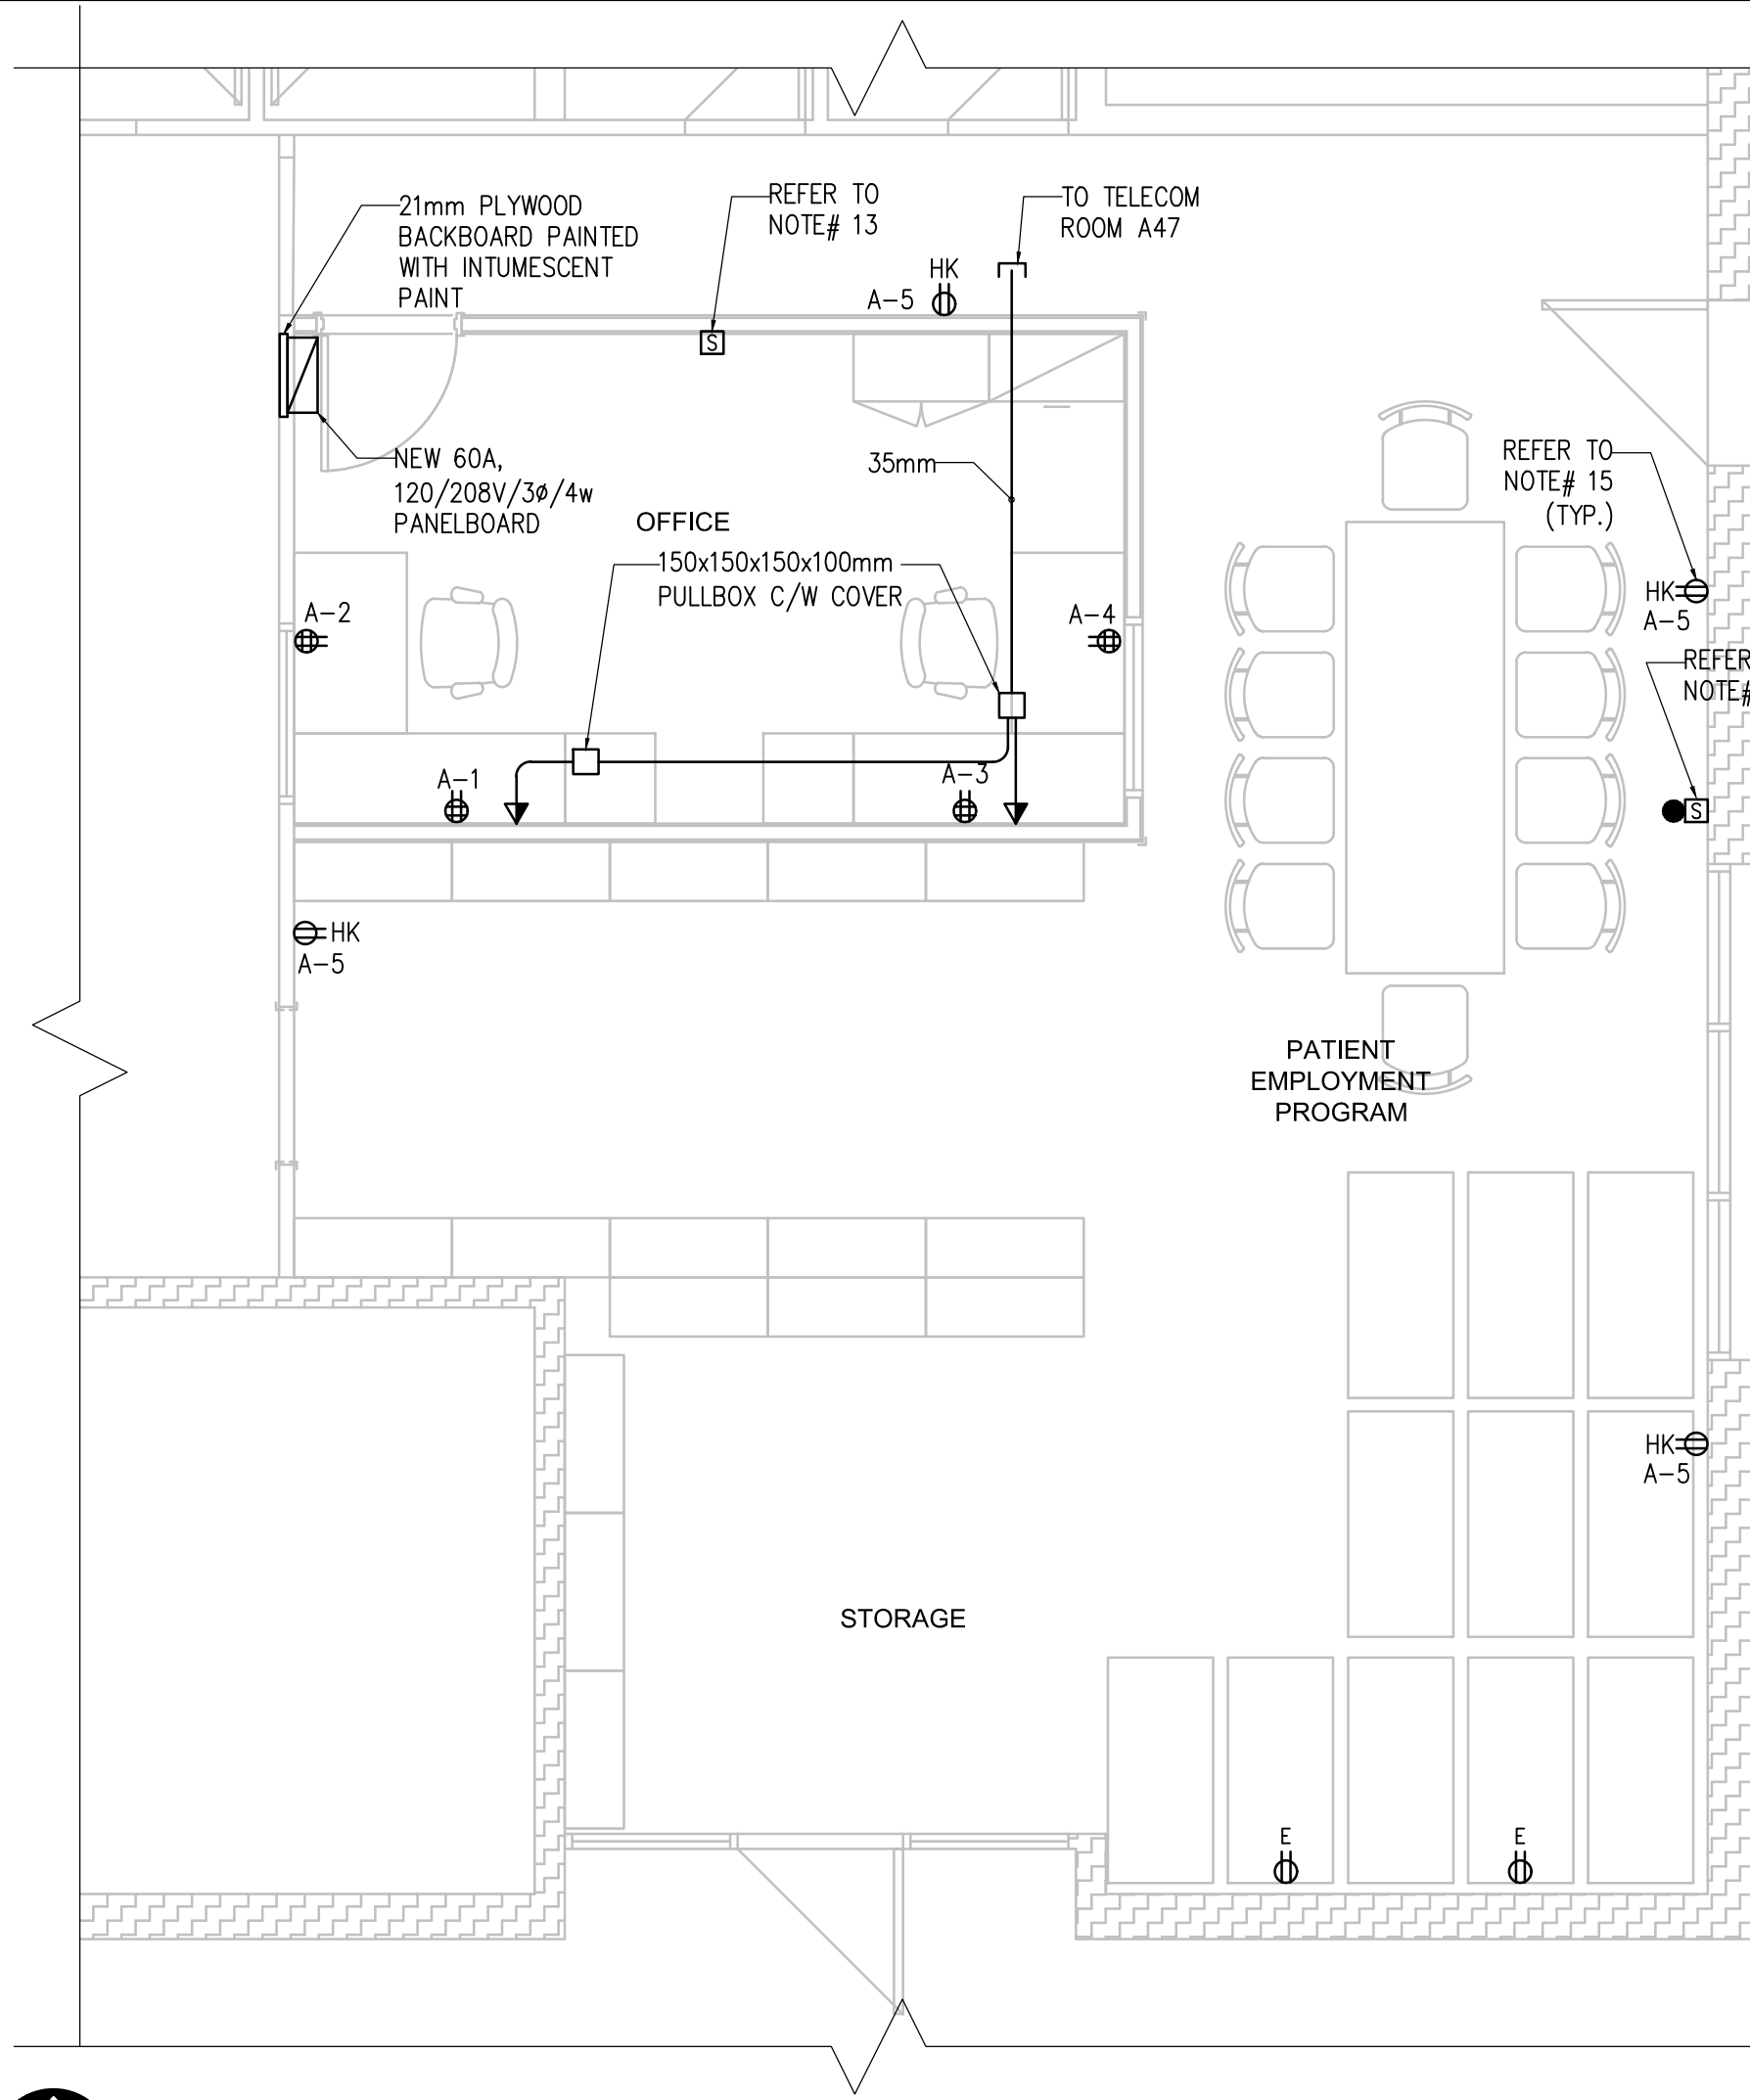 21mm PLYWOOD
BACKBOARD PAINTED
WITH INTUMESCENT
PAINT
REFER TO
NOTE# 13
TO TELECOM
ROOM A47
HK
A-5
S
NEW 60A,
120/208V/3ø/4w
PANELBOARD
35mm
OFFICE
150x150x150x100mm
PULLBOX C/W COVER
REFER TO
NOTE# 15
(TYP.)
HK
A-5
A-2
A-4
REFER
NOTE#
A-1
A-3
S
HK
A-5
PATIENT
EMPLOYMENT
PROGRAM
HK
A-5
STORAGE
E
E